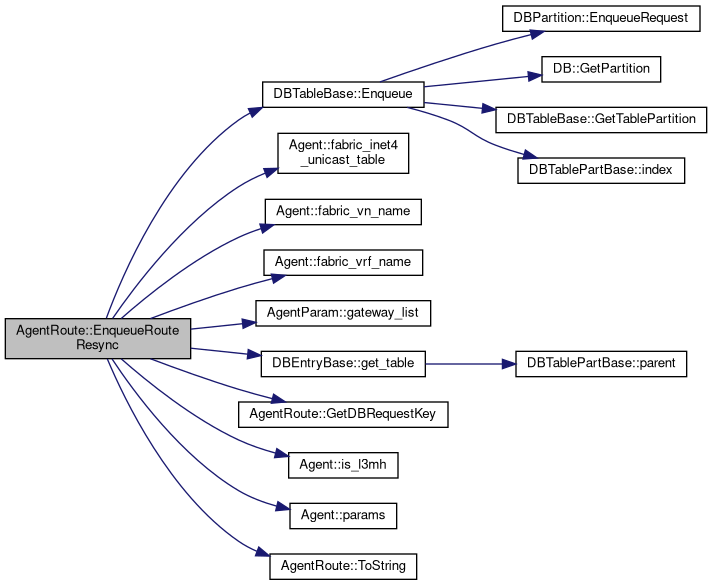 DBPartition::EnqueueRequest
DB::GetPartition
DBTableBase::Enqueue
DBTableBase::GetTablePartition
DBTablePartBase::index
Agent::fabric_inet4
_unicast_table
Agent::fabric_vn_name
Agent::fabric_vrf_name
AgentParam::gateway_list
AgentRoute::EnqueueRoute
Resync
DBEntryBase::get_table
DBTablePartBase::parent
AgentRoute::GetDBRequestKey
Agent::is_l3mh
Agent::params
AgentRoute::ToString